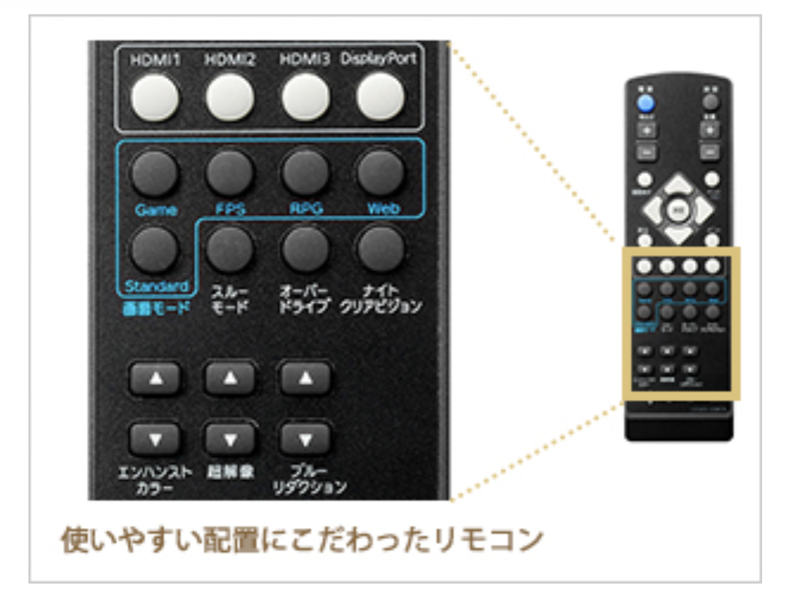 HDMI1 HDMI2 HDMI3 DisplayPort
Game FPS RPG Web
Standard
画音モード
スルー
モード
オーバー
ドライブ
ナイト
クリアビジョン
エンハンスト
カラー
超解像
ブルー
リダクション
使いやすい配置にこだわったリモコン